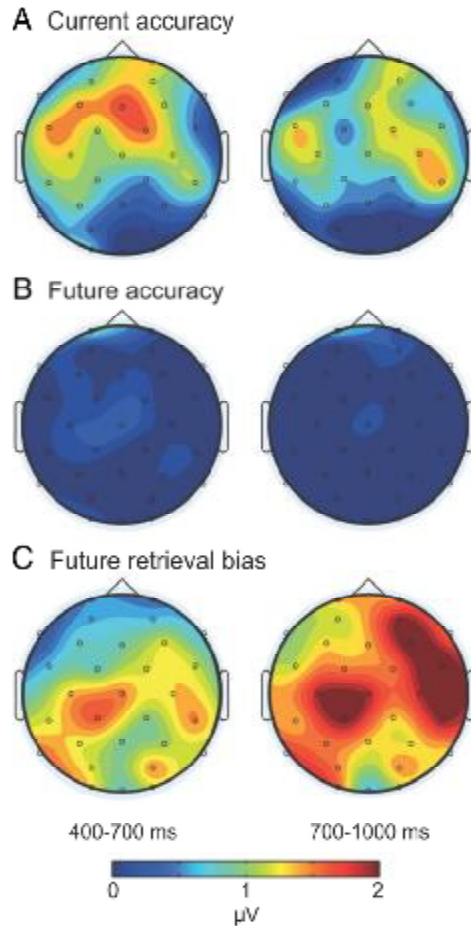 A Current accuracy
B Future accuracy
C Future retrieval bias
400-700 ms 700-1000 ms
0 1 2
µV